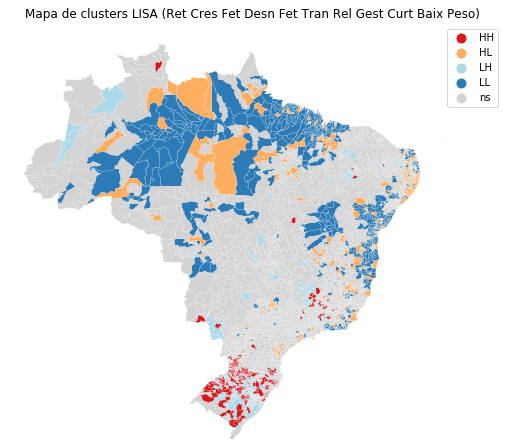 Mapa de clusters LISA (Ret Cres Fet Desn Fet Tran Rel Gest Curt Baix Peso)
HH
HL
LH
LL
ns